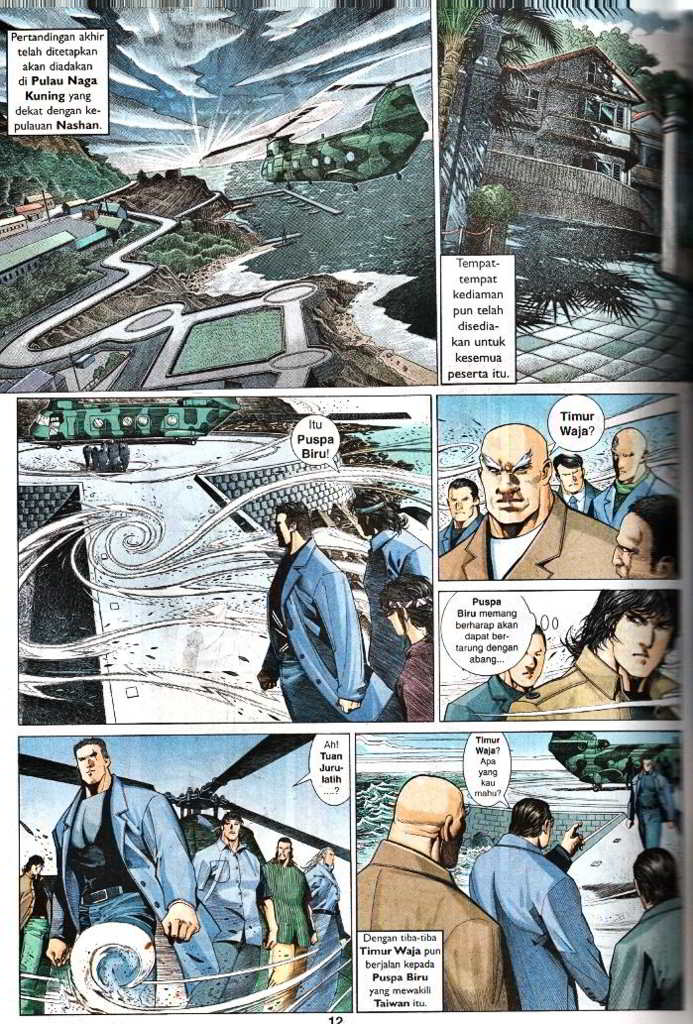 Pertandingan akhir
telah ditetapkan
akan diadakan
di Pulau Naga
Kuning yang
dekat dengan ke-
pulauan Nashan.
Tempat-
tempat
kediaman
pun telah
disedia-
kan untuk
kesemua
peserta itu.
Itu
Puspa
Biru!
Timur
Waja?
Puspa
Biru memang
berharap akan
dapat ber-
tarung dengan
abang...
Ah!
Tuan
Juru-
latih
....?
Timur
Waja?
Apa
yang
kau
mahu?
Dengan tiba-tiba
Timur Waja pun
berjalan kepada
Puspa Biru
yang mewakili
Taiwan itu.
12